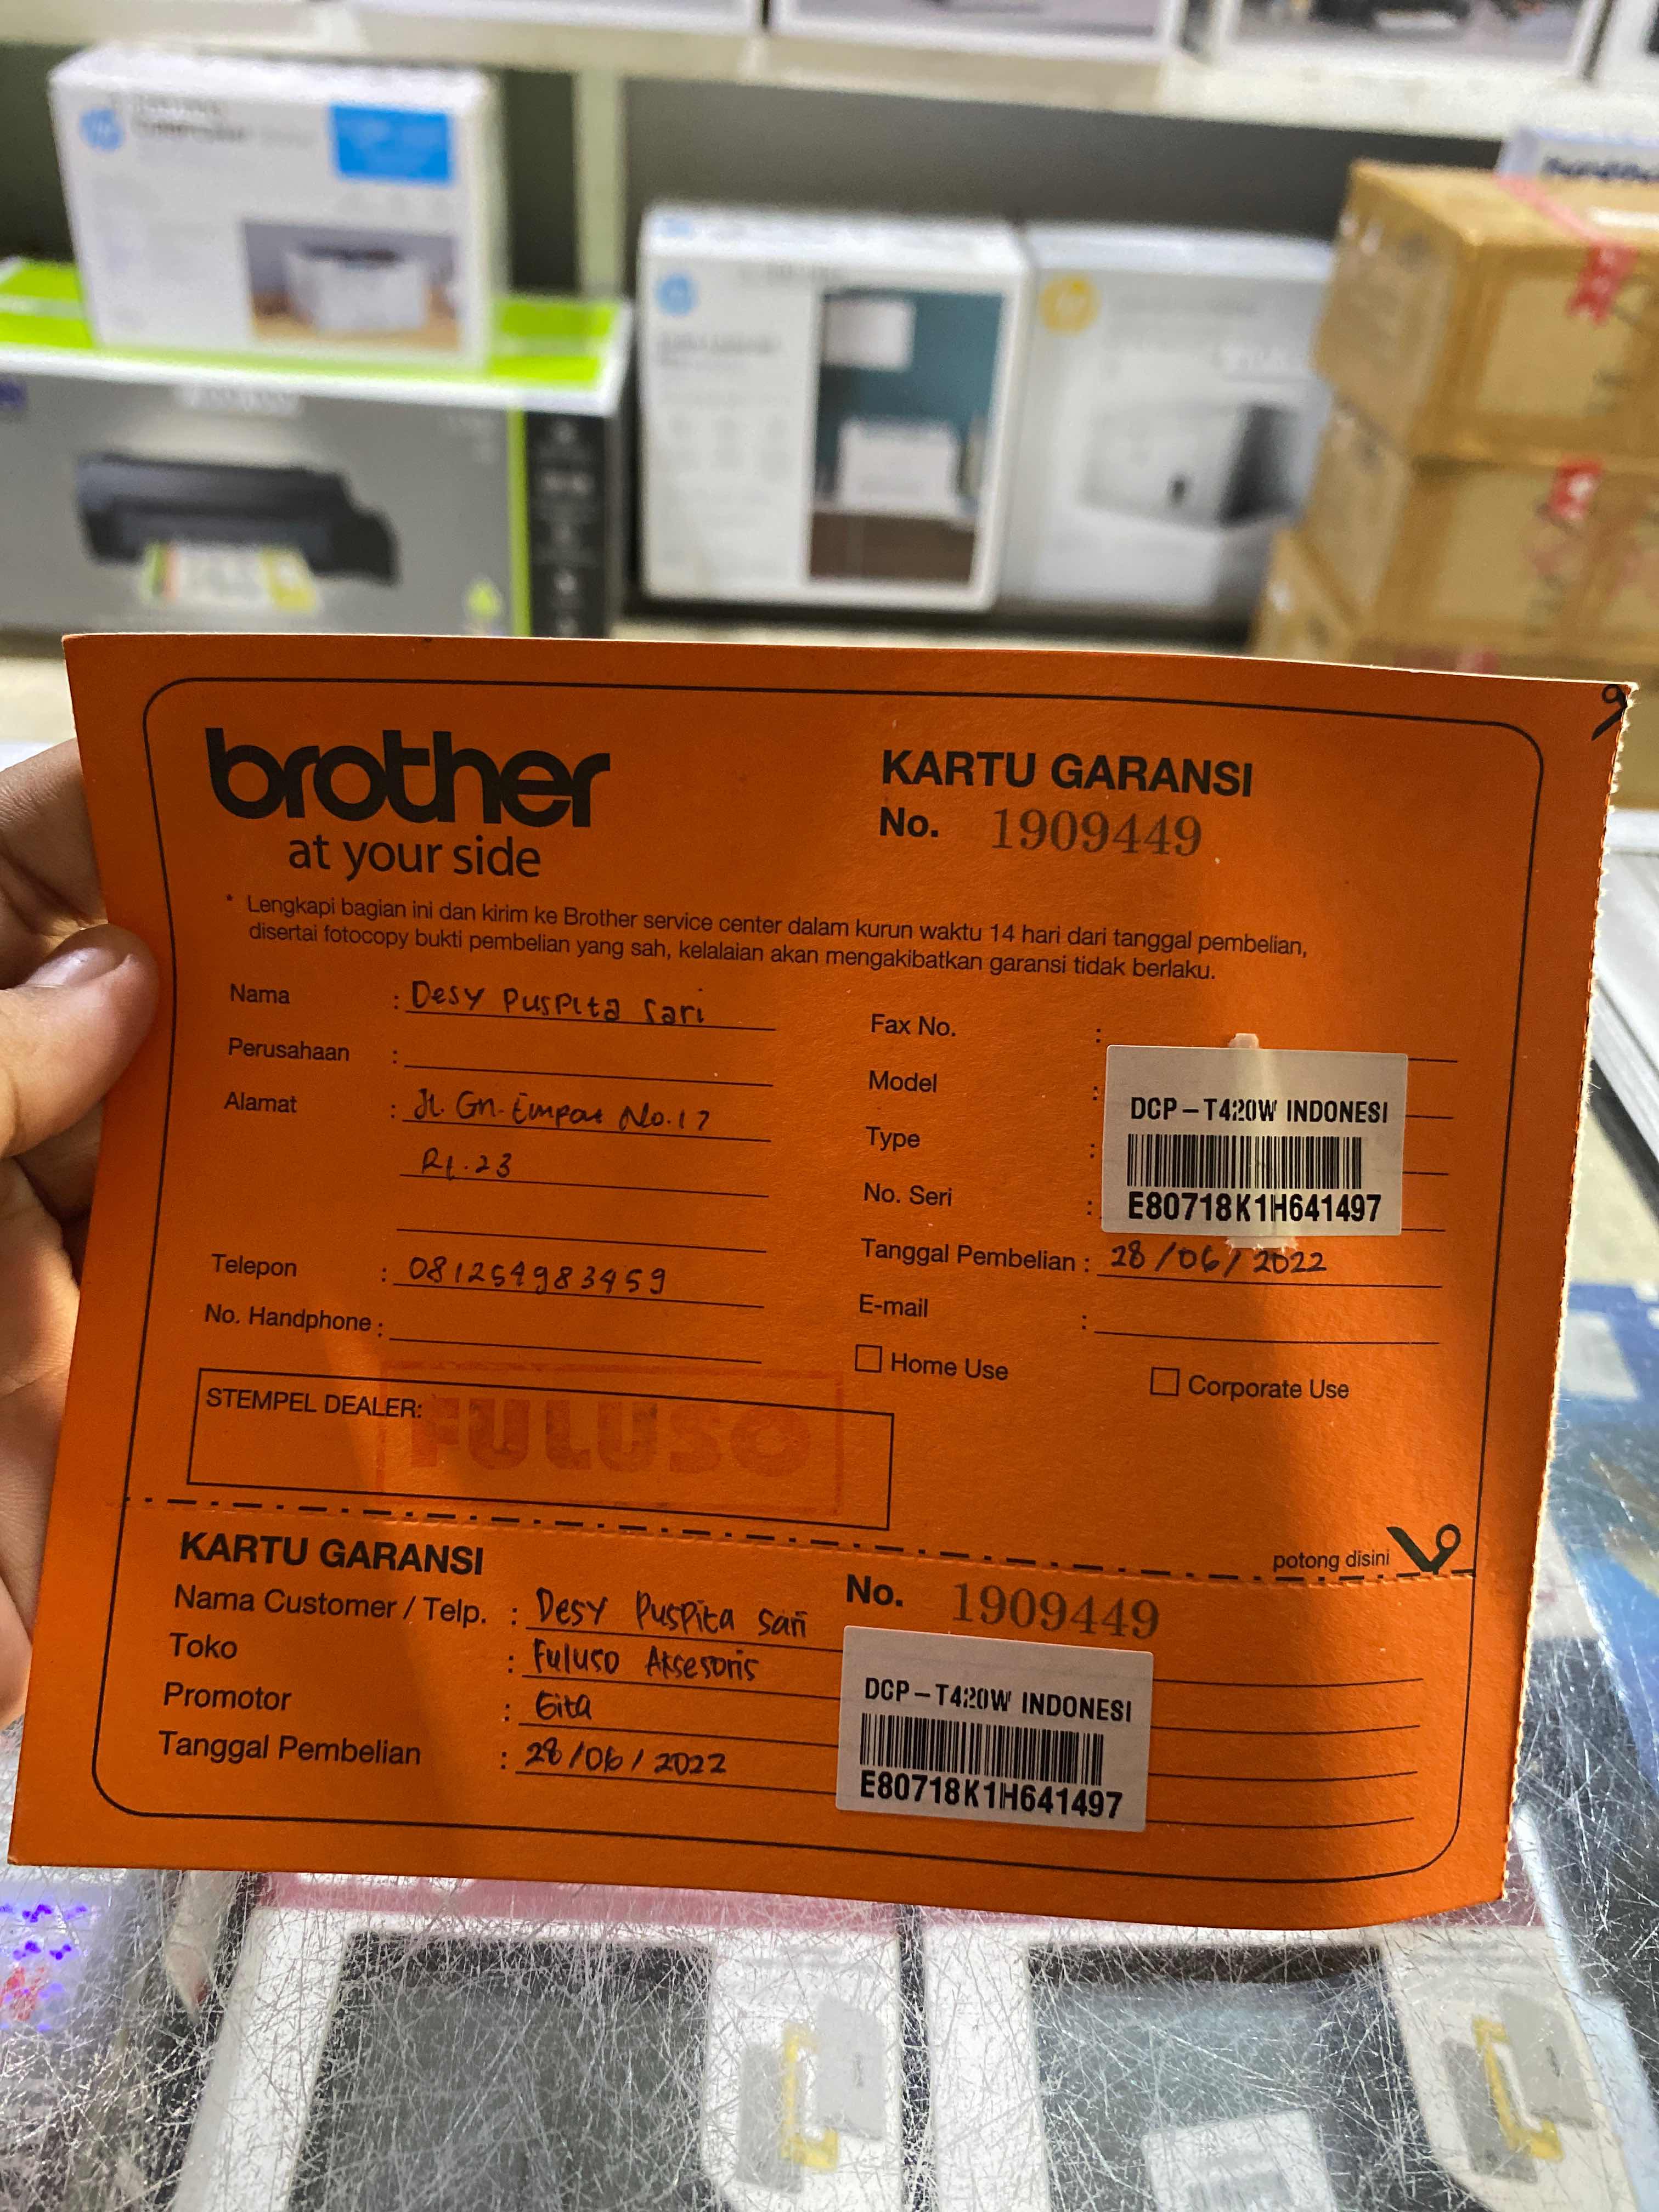 brother
at your side
KARTU GARANSI
No. 1909449
* Lengkapi bagian ini dan kirim ke Brother service center dalam kurun waktu 14 hari dari tanggal pembelian,
disertai fotocopy bukti pembelian yang sah, kelalaian akan mengakibatkan garansi tidak berlaku.
Nama : Desy Puspita Sari
Perusahaan :
Alamat : Jl. Gn. Empat No.17
Rt. 23
Telepon : 081254983459
No. Handphone :
Fax No. :
Model :
Type :
No. Seri :
DCP-T420W INDONESI
E80718K1H641497
Tanggal Pembelian : 28/06/2022
E-mail :
Home Use
Corporate Use
STEMPEL DEALER:
FULUSO
potong disini
KARTU GARANSI
No. 1909449
Nama Customer / Telp. : Desy Puspita Sari
Toko : Fuluso Aksesoris
Promotor : Gita
Tanggal Pembelian : 28/06/2022
DCP-T420W INDONESI
E80718K1H641497